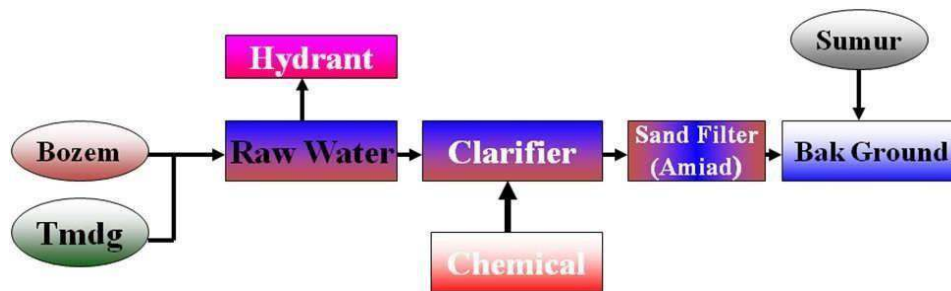 Sumur
Hydrant
Bozem
Raw Water
Clarifier
Sand Filter
(Amiad)
Bak Ground
Tmdg
Chemical